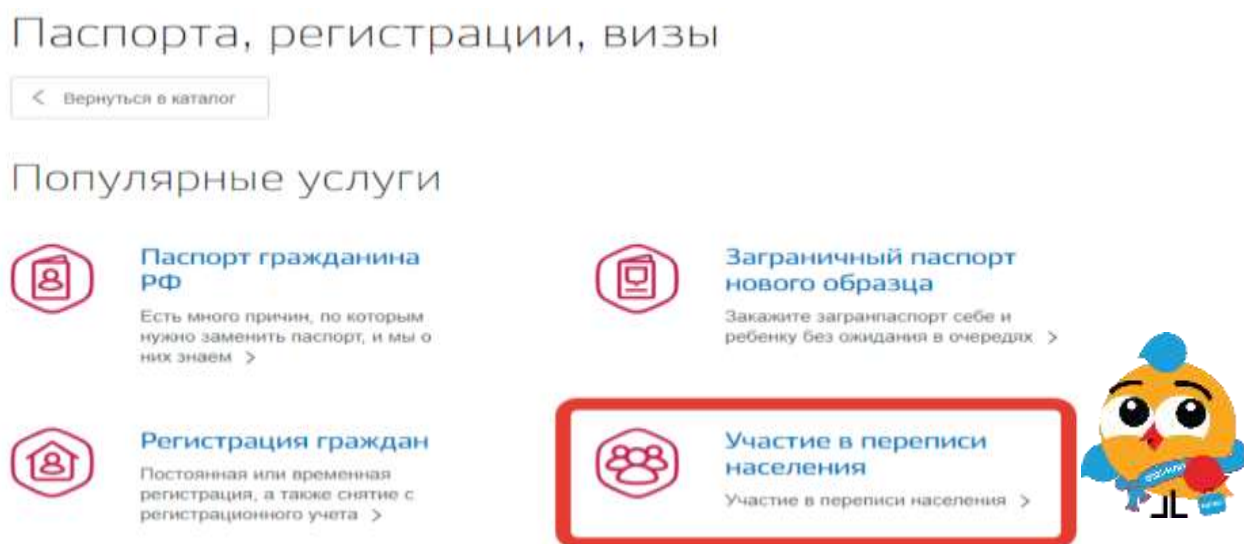 Паспорта, регистрации, визы
< Вернуться в каталог
Популярные услуги
Паспорт гражданина
РФ
Есть много причин, по которым
нужно заменить паспорт, и мы о
них знаем >
Заграничный паспорт
нового образца
Закажите загранпаспорт себе и
ребенку без ожидания в очередях >
Регистрация граждан
Постоянная или временная
регистрация, а также снятие с
регистрационного учета >
Участие в переписи
населения
Участие в переписи населения >